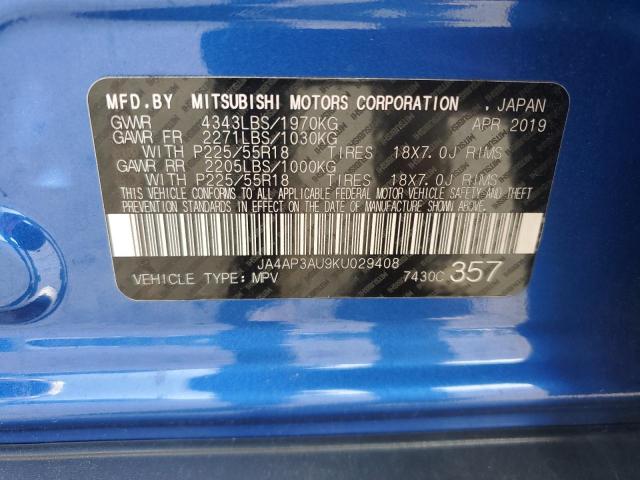 MFD.BY MITSUBISHI MOTORS CORPORATION , JAPAN
GVWR 4343LBS/1970KG APR 2019
GAWR FR 2271LBS/1030KG
WITH P225/55R18 TIRES 18X7.0J RIMS
GAWR RR 2205LBS/1000KG
WITH P225/55R18 TIRES 18X7.0J RIMS
THIS VEHICLE CONFORMS TO ALL APPLICABLE FEDERAL MOTOR VEHICLE SAFETY AND THEFT
PREVENTION STANDARDS IN EFFECT ON THE DATE OF MANUFACTURE SHOWN ABOVE.
JA4AP3AU9KU029408
VEHICLE TYPE: MPV 7430C 357